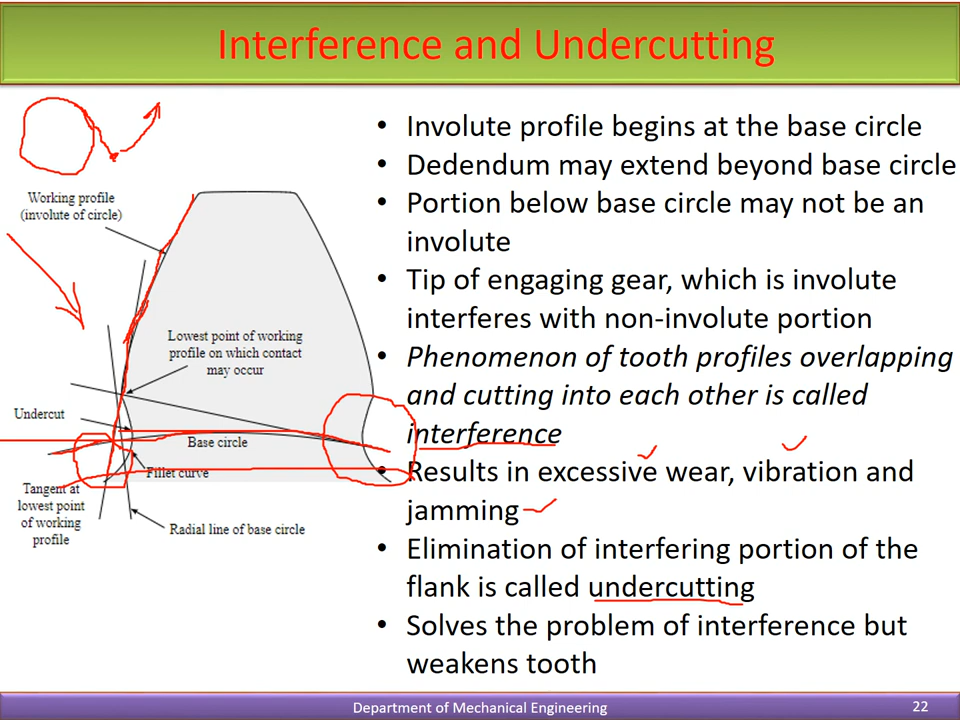 Interference and Undercutting
• Involute profile begins at the base circle
• Dedendum may extend beyond base circle
• Portion below base circle may not be an
involute
• Tip of engaging gear, which is involute
interferes with non-involute portion
• Phenomenon of tooth profiles overlapping
and cutting into each other is called
interference
• Results in excessive wear, vibration and
jamming
• Elimination of interfering portion of the
flank is called undercutting
• Solves the problem of interference but
weakens tooth
Working profile
(involute of circle)
Lowest point of working
profile on which contact
may occur
Undercut
Base circle
Fillet curve
Tangent at
lowest point
of working
profile
Radial line of base circle
Department of Mechanical Engineering
22